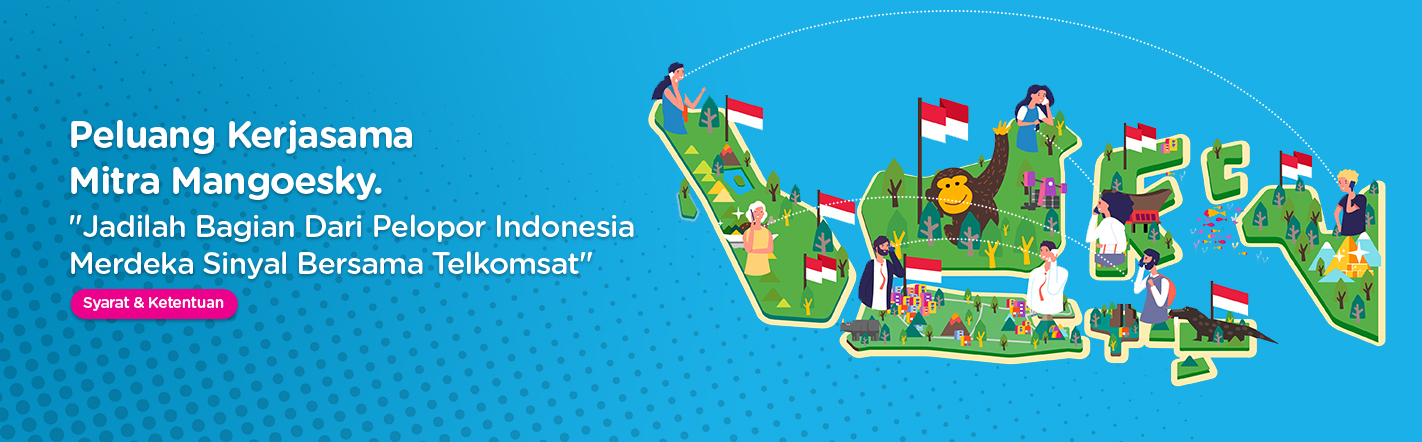 Peluang Kerjasama
Mitra Mangoesky.
"Jadilah Bagian Dari Pelopor Indonesia
Merdeka Sinyal Bersama Telkomsat"
Syarat & Ketentuan